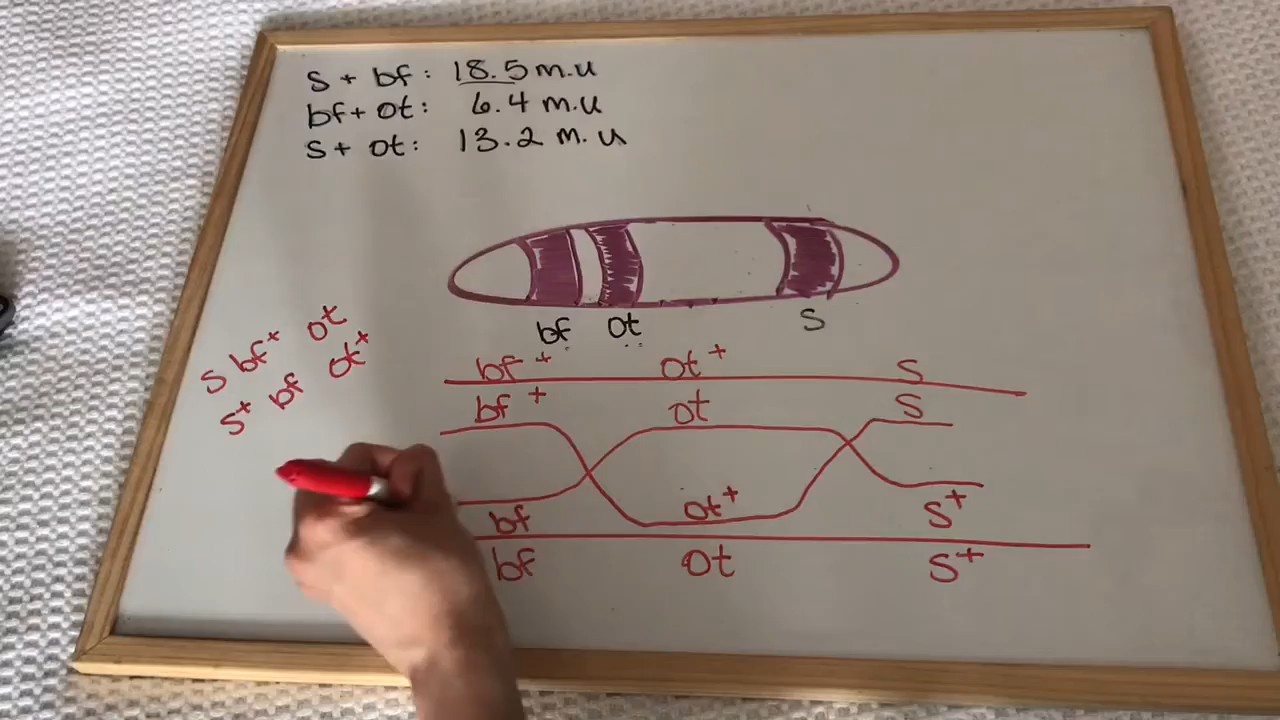 s + bf: 18.5 m.u
bf + ot: 6.4 m.u
s + ot: 13.2 m.u
bf ot s
s bf+ ot
s+ bf ot+
bf+ ot+ s
bf+ ot s
bf ot+ s+
bf ot s+